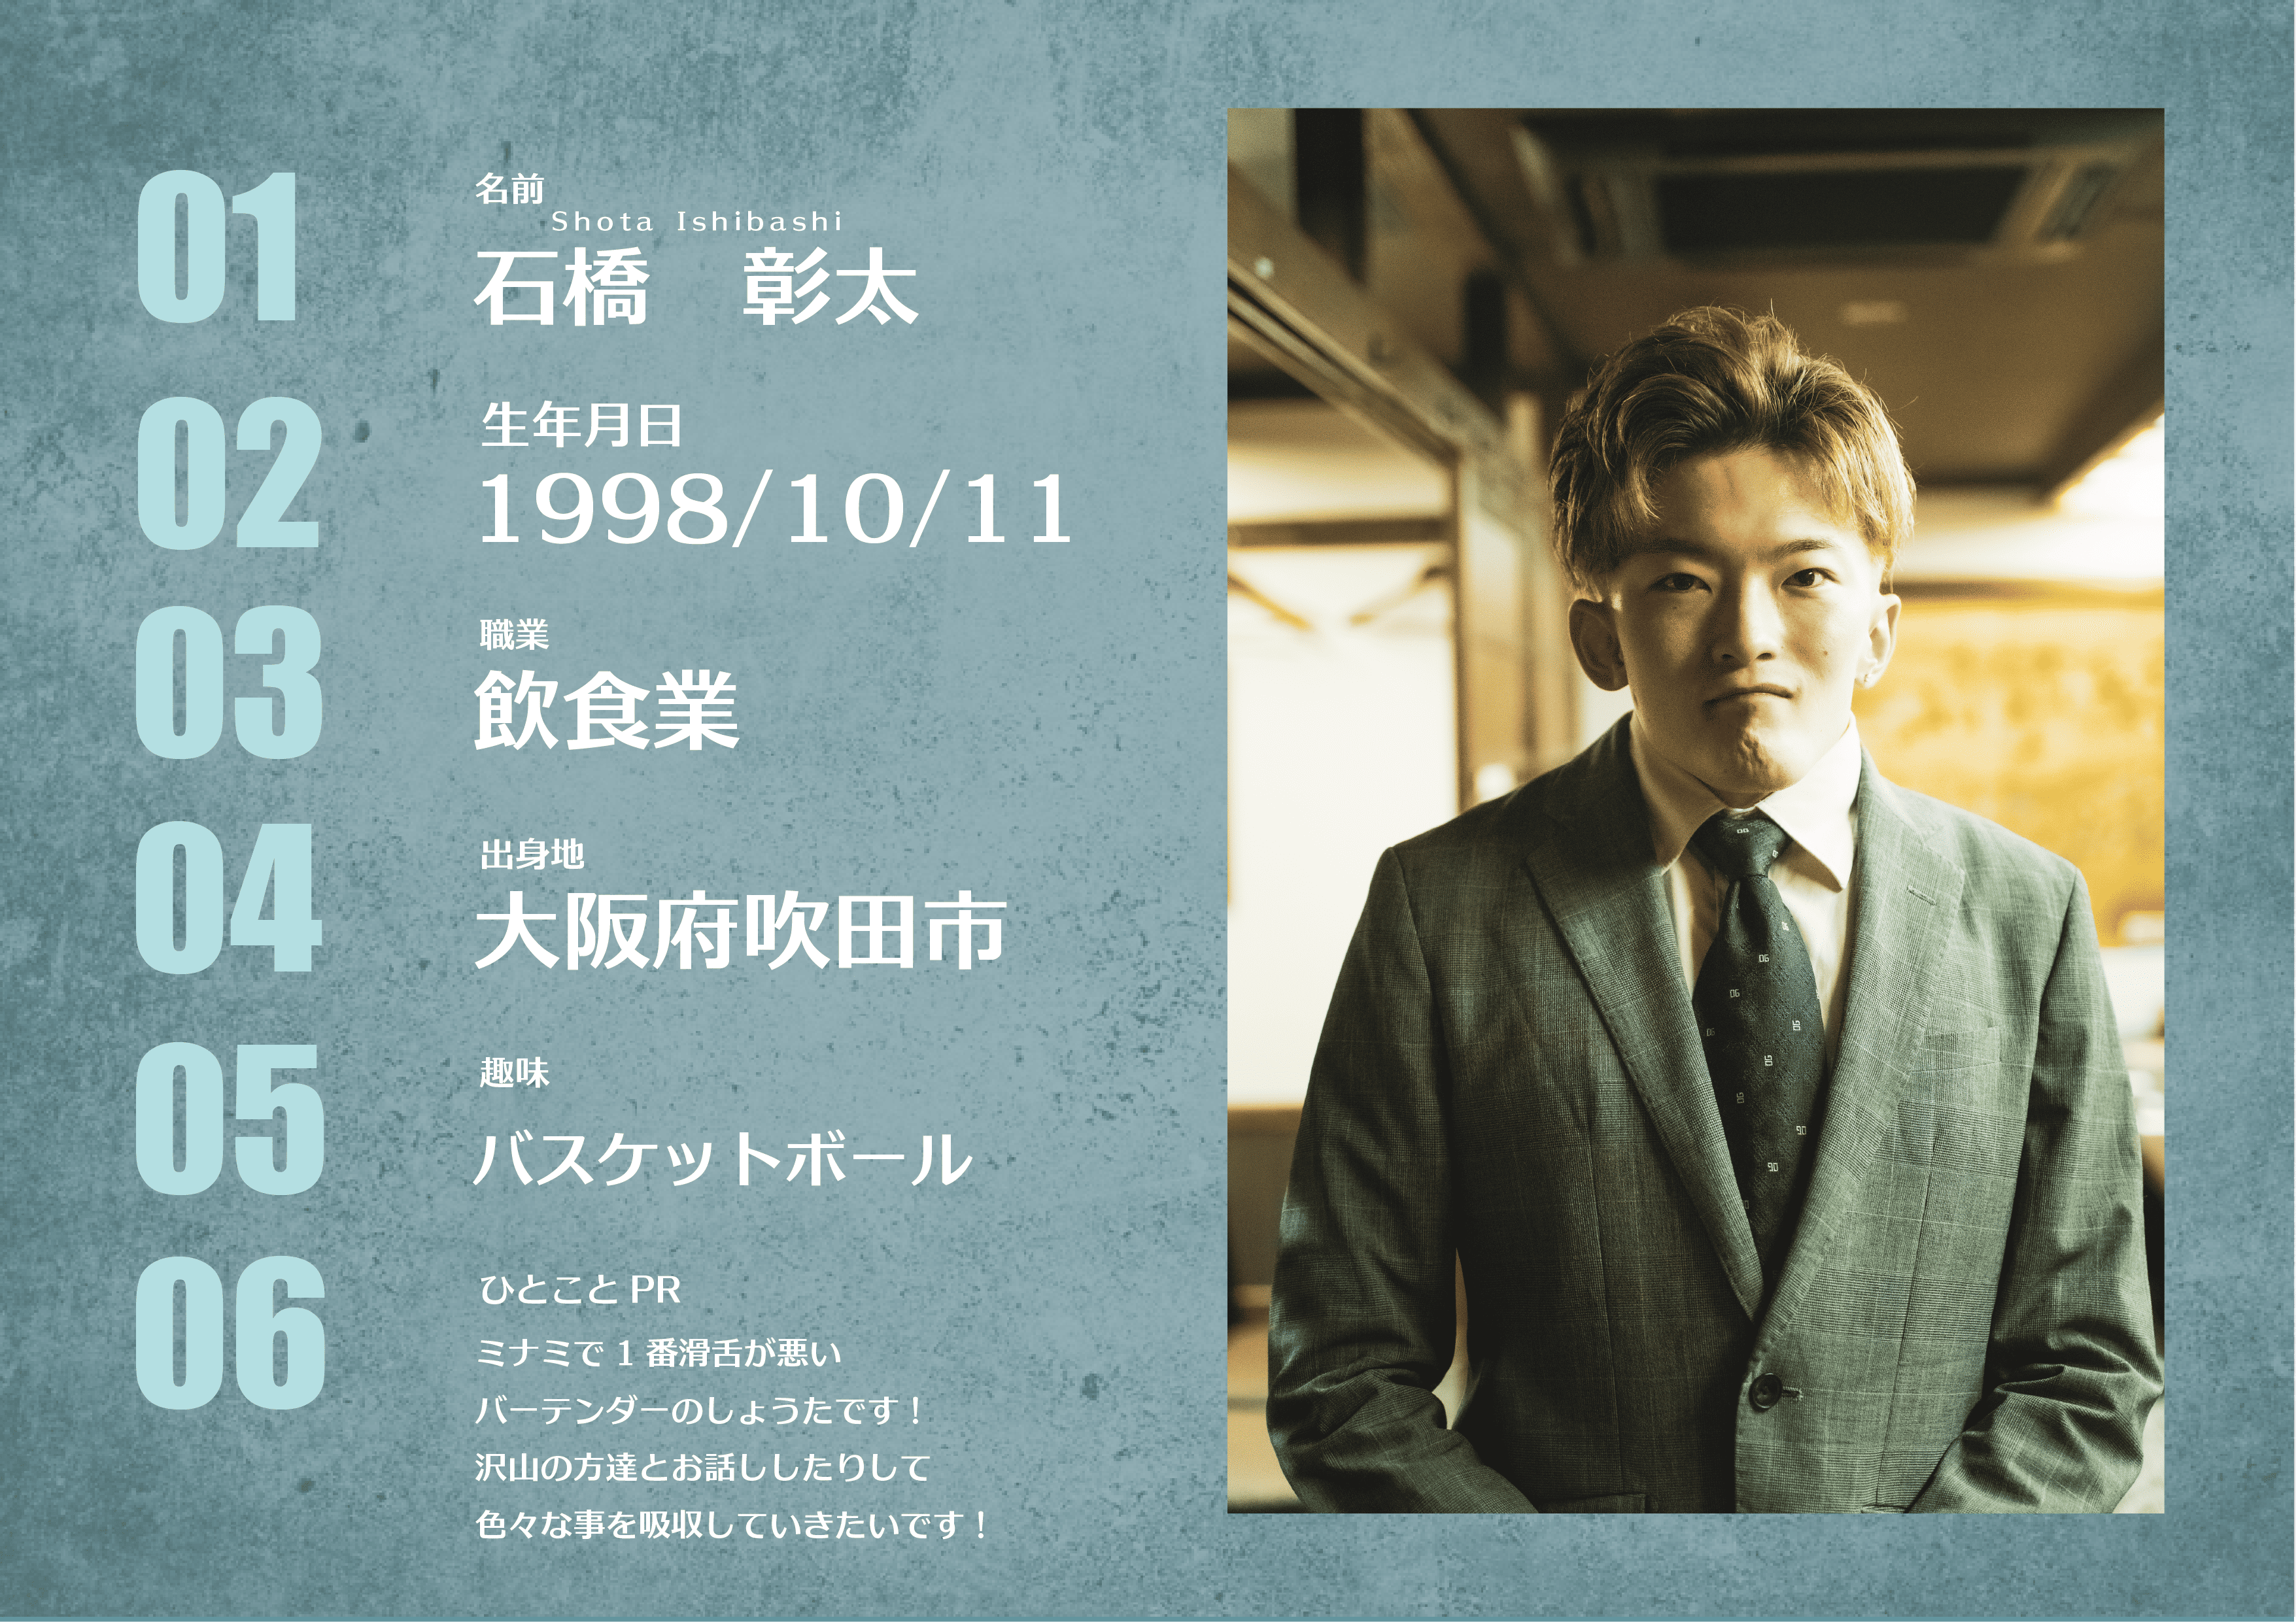 01
名前
Shota Ishibashi
石橋　彰太
02
生年月日
1998/10/11
03
職業
飲食業
04
出身地
大阪府吹田市
05
趣味
バスケットボール
06
ひとこと PR
ミナミで 1 番滑舌が悪い
バーテンダーのしょうたです！
沢山の方達とお話ししたりして
色々な事を吸収していきたいです！